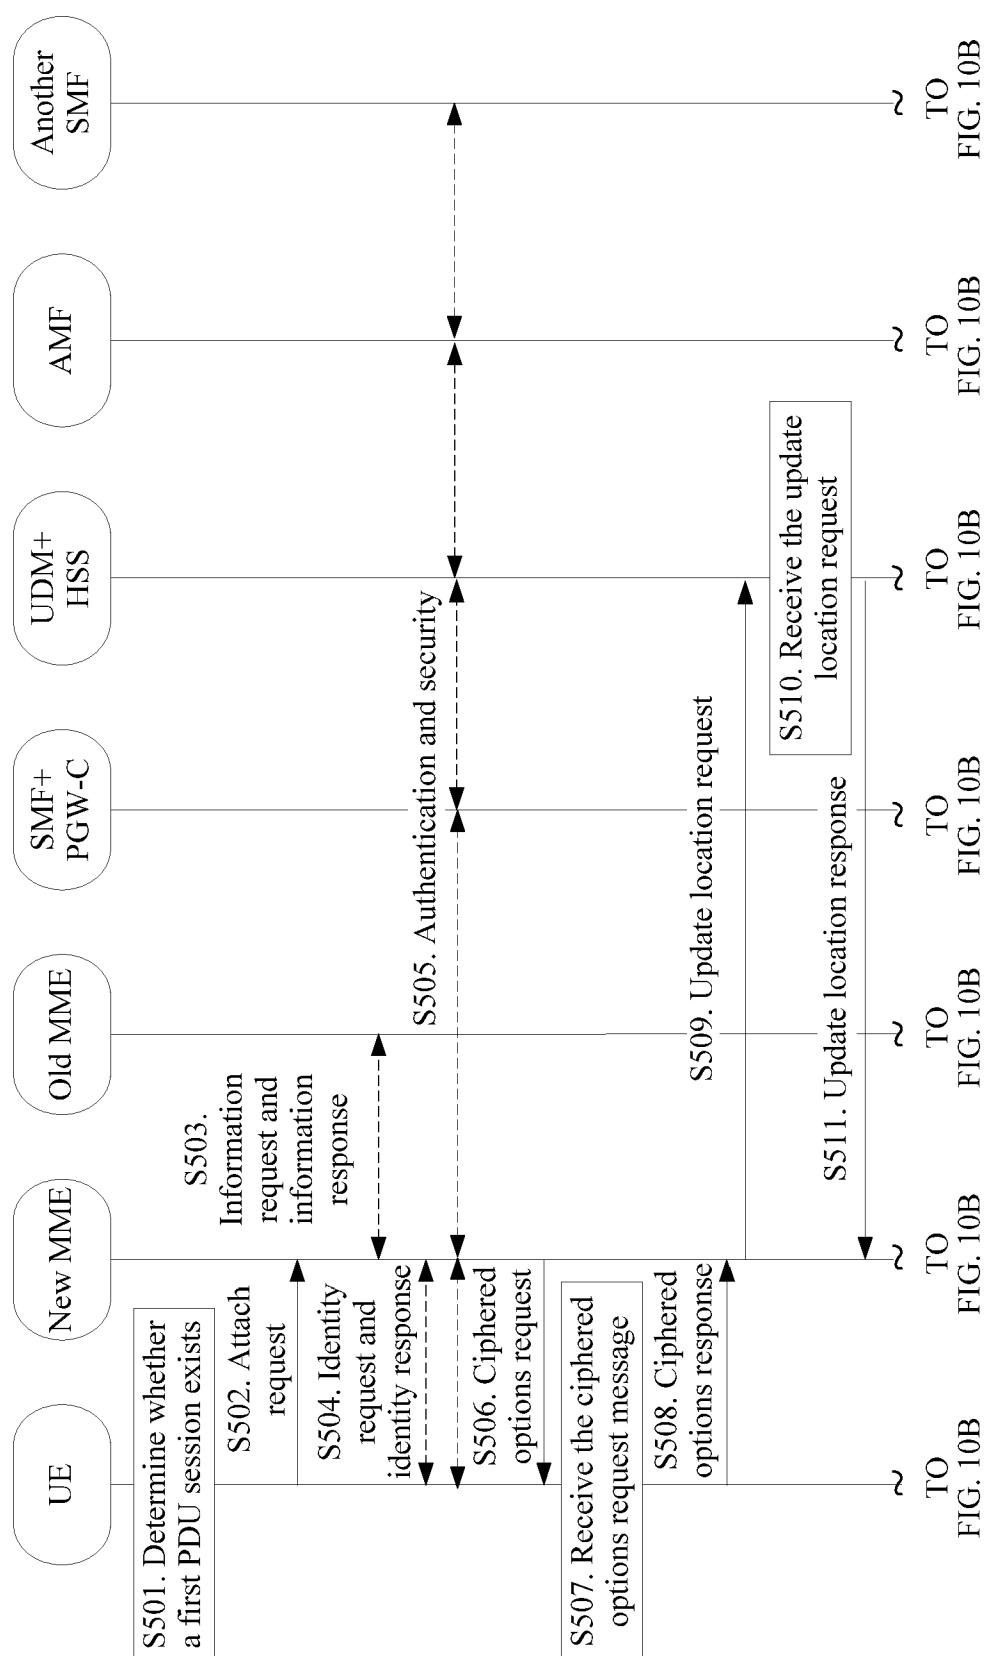 UE
New MME
Old MME
SMF+
PGW-C
UDM+
HSS
AMF
Another
SMF
S501. Determine whether
a first PDU session exists
S502. Attach
request
S503.
Information
request and
information
response
S504. Identity
request and
identity response
S505. Authentication and security
S506. Ciphered
options request
S507. Receive the ciphered
options request message
S508. Ciphered
options response
S509. Update location request
S510. Receive the update
location request
S511. Update location response
TO
FIG. 10B
TO
FIG. 10B
TO
FIG. 10B
TO
FIG. 10B
TO
FIG. 10B
TO
FIG. 10B
TO
FIG. 10B